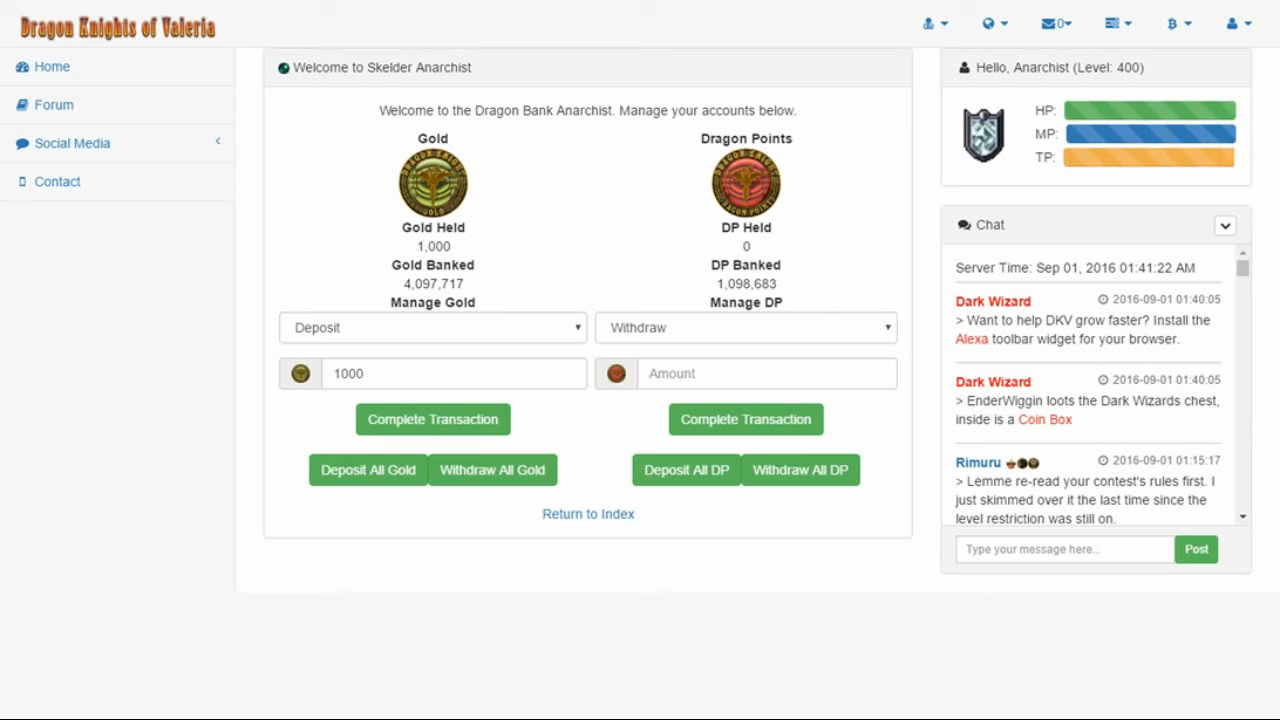 Dragon Knights of Valeria
0
Home
Forum
Social Media
Contact
Welcome to Skelder Anarchist
Welcome to the Dragon Bank Anarchist. Manage your accounts below.
Gold
Gold Held
1,000
Gold Banked
4,097,717
Manage Gold
Deposit
1000
Complete Transaction
Deposit All Gold
Withdraw All Gold
Dragon Points
DP Held
0
DP Banked
1,098,683
Manage DP
Withdraw
Amount
Complete Transaction
Deposit All DP
Withdraw All DP
Return to Index
Hello, Anarchist (Level: 400)
HP:
MP:
TP:
Chat
Server Time: Sep 01, 2016 01:41:22 AM
Dark Wizard 2016-09-01 01:40:05
> Want to help DKV grow faster? Install the
Alexa toolbar widget for your browser.
Dark Wizard 2016-09-01 01:40:05
> EnderWiggin loots the Dark Wizards chest,
inside is a Coin Box
Rimuru 2016-09-01 01:15:17
> Lemme re-read your contest's rules first. I
just skimmed over it the last time since the
level restriction was still on.
Type your message here...
Post